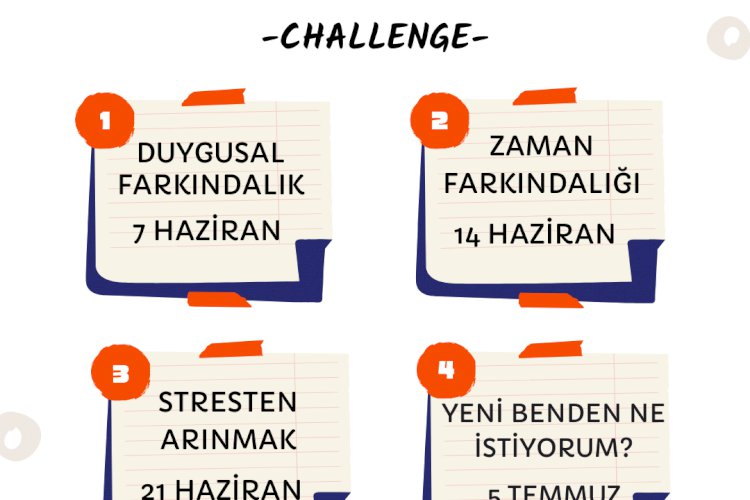 -CHALLENGE-
1
DUYGUSAL
FARKINDALIK
7 HAZİRAN
2
ZAMAN
FARKINDALIĞI
14 HAZİRAN
3
STRESTEN
ARINMAK
21 HAZİRAN
4
YENİ BENDEN NE
İSTİYORUM?
5 TEMMUZ